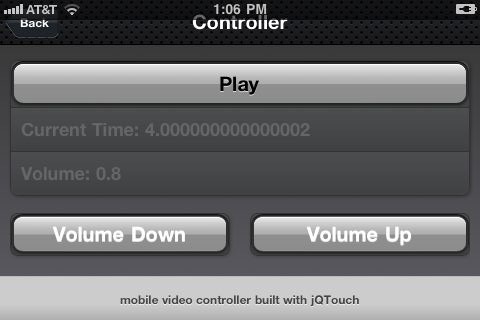 AT&T 1:06 PM
Back Controller
Play
Current Time: 4.000000000000002
Volume: 0.8
Volume Down Volume Up
mobile video controller built with jQTouch